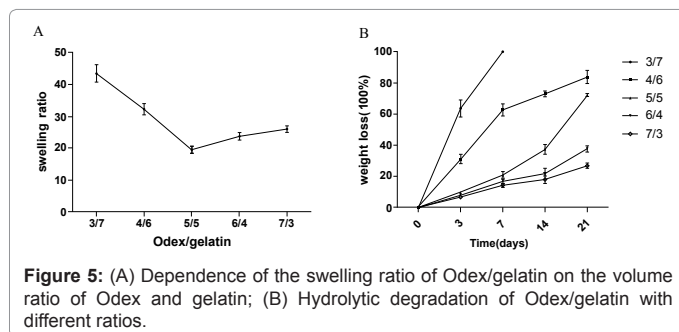 A
50
40
30
20
10
0
swelling ratio
3/7 4/6 5/5 6/4 7/3
Odex/gelatin
B
100
80
60
40
20
0
weight loss(100%)
0 3 7 14 21
Time(days)
3/7
4/6
5/5
6/4
7/3
Figure 5: (A) Dependence of the swelling ratio of Odex/gelatin on the volume
ratio of Odex and gelatin; (B) Hydrolytic degradation of Odex/gelatin with
different ratios.